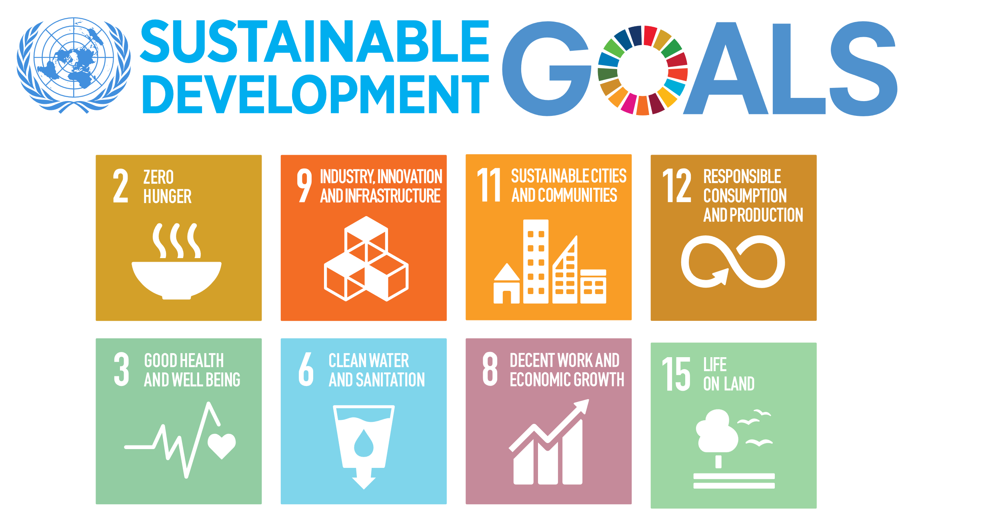 SUSTAINABLE
DEVELOPMENT
GOALS
2 ZERO
HUNGER
9 INDUSTRY, INNOVATION
AND INFRASTRUCTURE
11 SUSTAINABLE CITIES
AND COMMUNITIES
12 RESPONSIBLE
CONSUMPTION
AND PRODUCTION
3 GOOD HEALTH
AND WELL BEING
6 CLEAN WATER
AND SANITATION
8 DECENT WORK AND
ECONOMIC GROWTH
15 LIFE
ON LAND